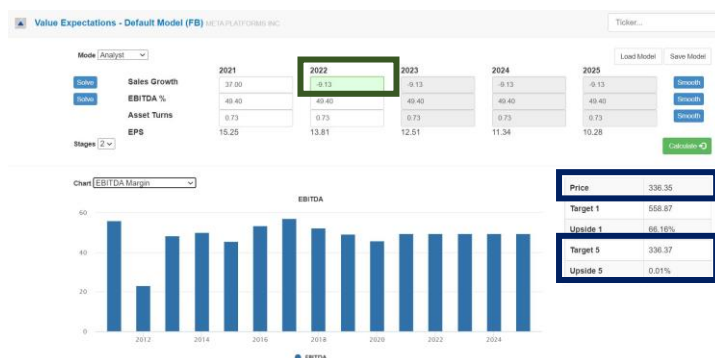 Value Expectations - Default Model (FB) META PLATFORMS INC
Ticker...
Mode Analyst
Load Model Save Model
2021 2022 2023 2024 2025
Solve Sales Growth 37.00 -9.13 -9.13 -9.13 -9.13 Smooth
Solve EBITDA % 49.40 49.40 49.40 49.40 49.40 Smooth
Asset Turns 0.73 0.73 0.73 0.73 0.73 Smooth
EPS 15.25 13.81 12.51 11.34 10.28
Stages 2
Calculate
Chart EBITDA Margin
EBITDA
60
40
20
0
2012 2014 2016 2018 2020 2022 2024
EBITDA
Price 336.35
Target 1 558.87
Upside 1 66.16%
Target 5 336.37
Upside 5 0.01%